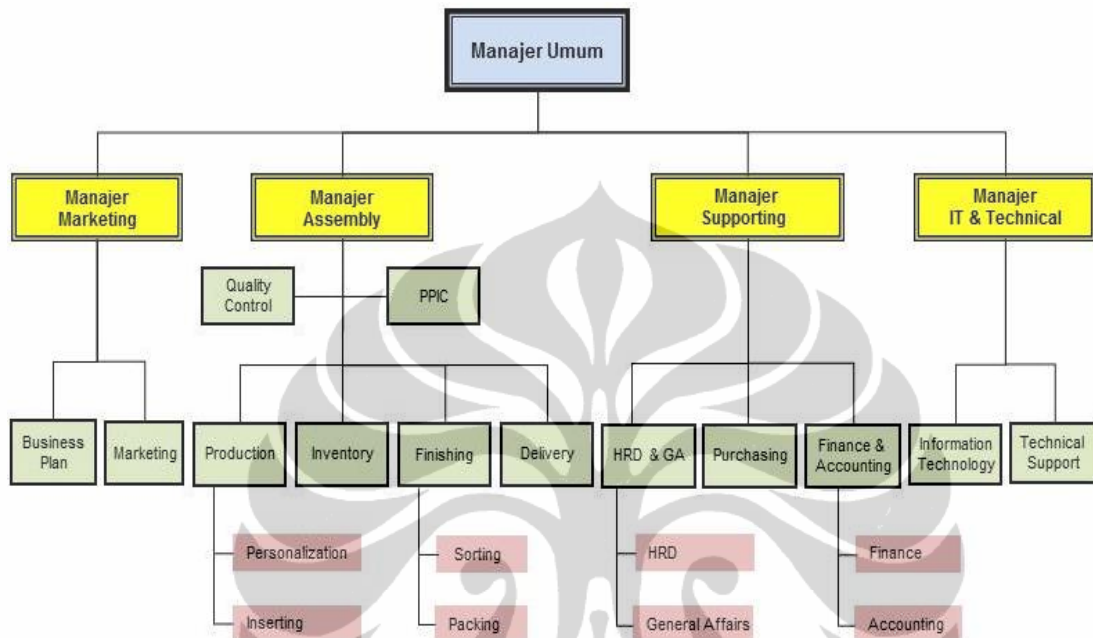 Manajer Umum
Manajer
Marketing
Manajer
Assembly
Manajer
Supporting
Manajer
IT & Technical
Quality
Control
PPIC
Business
Plan
Marketing
Production
Inventory
Finishing
Delivery
HRD & GA
Purchasing
Finance &
Accounting
Information
Technology
Technical
Support
Personalization
Sorting
HRD
Finance
Inserting
Packing
General Affairs
Accounting